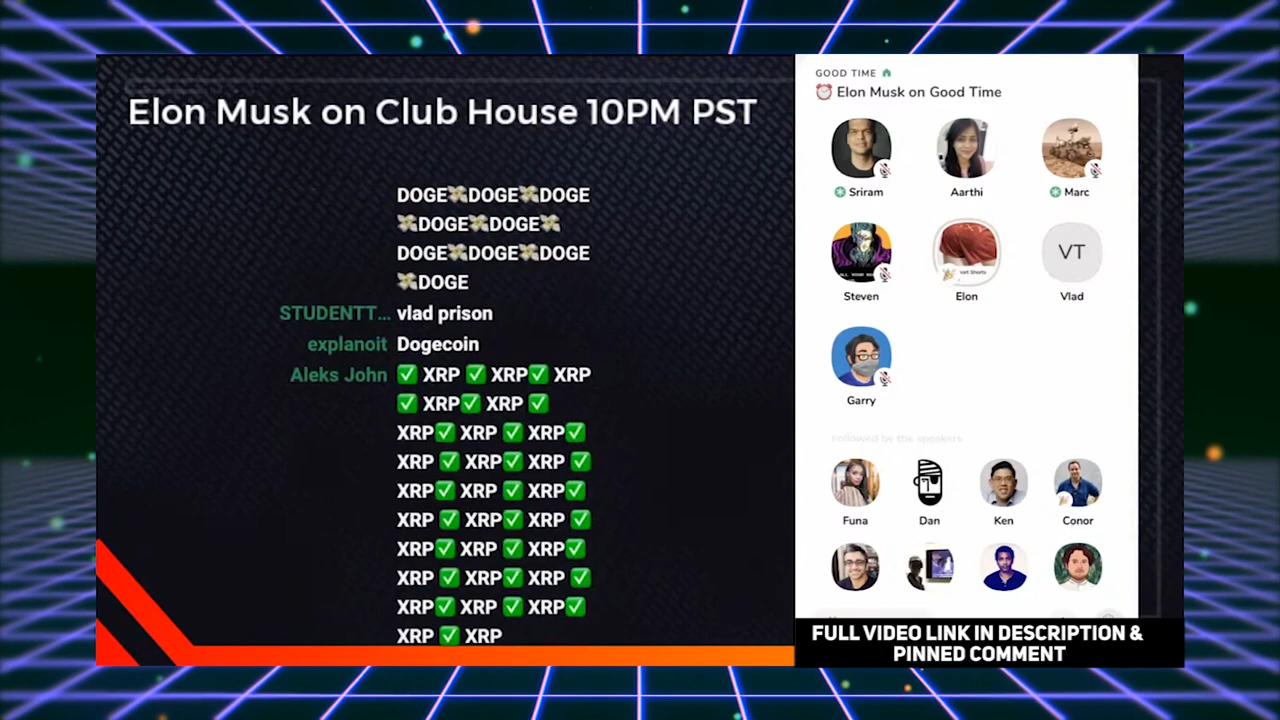 Elon Musk on Club House 10PM PST
DOGE💸DOGE💸DOGE
💸DOGE💸DOGE💸
DOGE💸DOGE💸DOGE
💸DOGE
STUDENTT... vlad prison
explanoit Dogecoin
Aleks John ✅ XRP ✅ XRP✅ XRP
✅ XRP✅ XRP ✅
XRP✅ XRP ✅ XRP✅
XRP ✅ XRP✅ XRP ✅
XRP✅ XRP ✅ XRP✅
XRP ✅ XRP✅ XRP ✅
XRP✅ XRP ✅ XRP✅
XRP ✅ XRP✅ XRP ✅
XRP✅ XRP ✅ XRP✅
XRP ✅ XRP
GOOD TIME
⏰ Elon Musk on Good Time
Sriram Aarthi Marc
VT
Steven Elon Vlad
Garry
Followed by the speakers
Funa Dan Ken Conor
FULL VIDEO LINK IN DESCRIPTION &
PINNED COMMENT